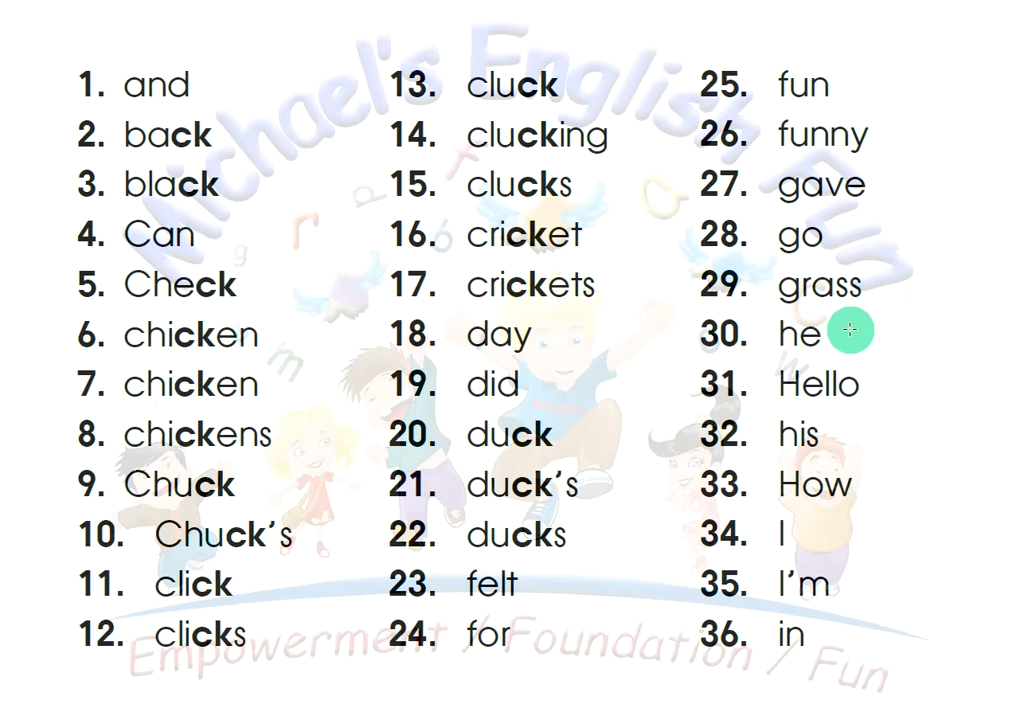 Michael's English Fun
1. and
2. back
3. black
4. Can
5. Check
6. chicken
7. chicken
8. chickens
9. Chuck
10. Chuck's
11. click
12. clicks
13. cluck
14. clucking
15. clucks
16. cricket
17. crickets
18. day
19. did
20. duck
21. duck's
22. ducks
23. felt
24. for
25. fun
26. funny
27. gave
28. go
29. grass
30. he
31. Hello
32. his
33. How
34. I
35. I'm
36. in
Empowerment / Foundation / Fun